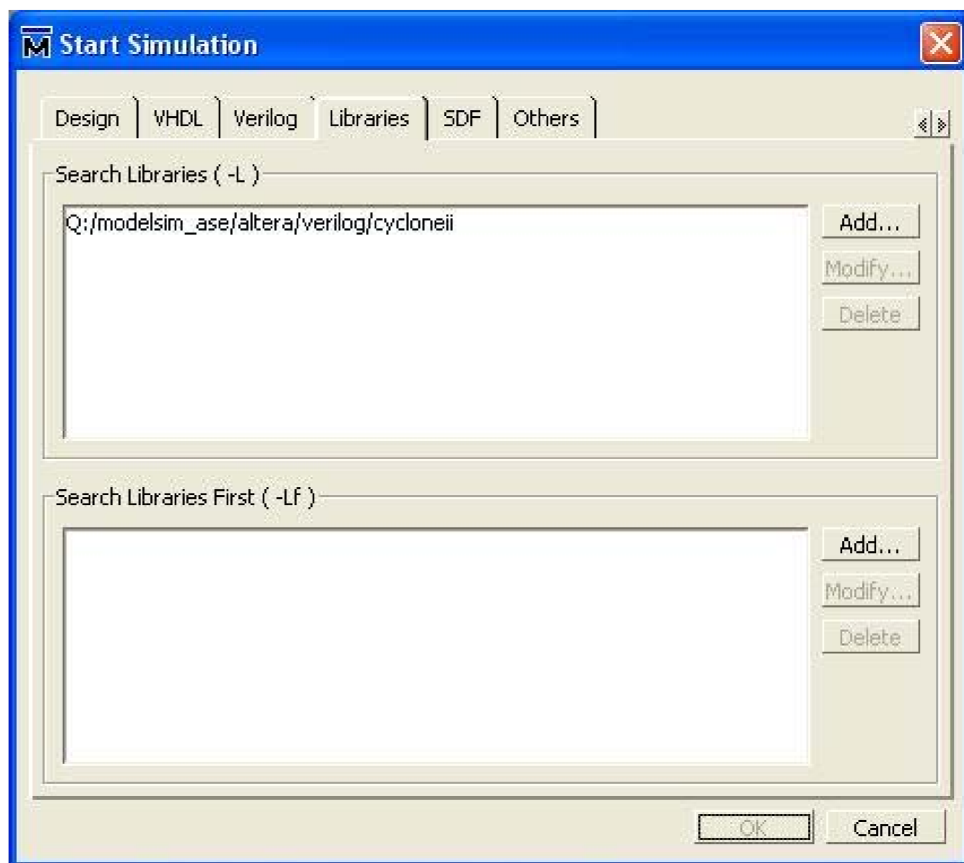 Start Simulation
Design VHDL Verilog Libraries SDF Others
Search Libraries ( -L )
Q:/modelsim_ase/altera/verilog/cycloneii
Add...
Modify...
Delete
Search Libraries First ( -Lf )
Add...
Modify...
Delete
OK Cancel